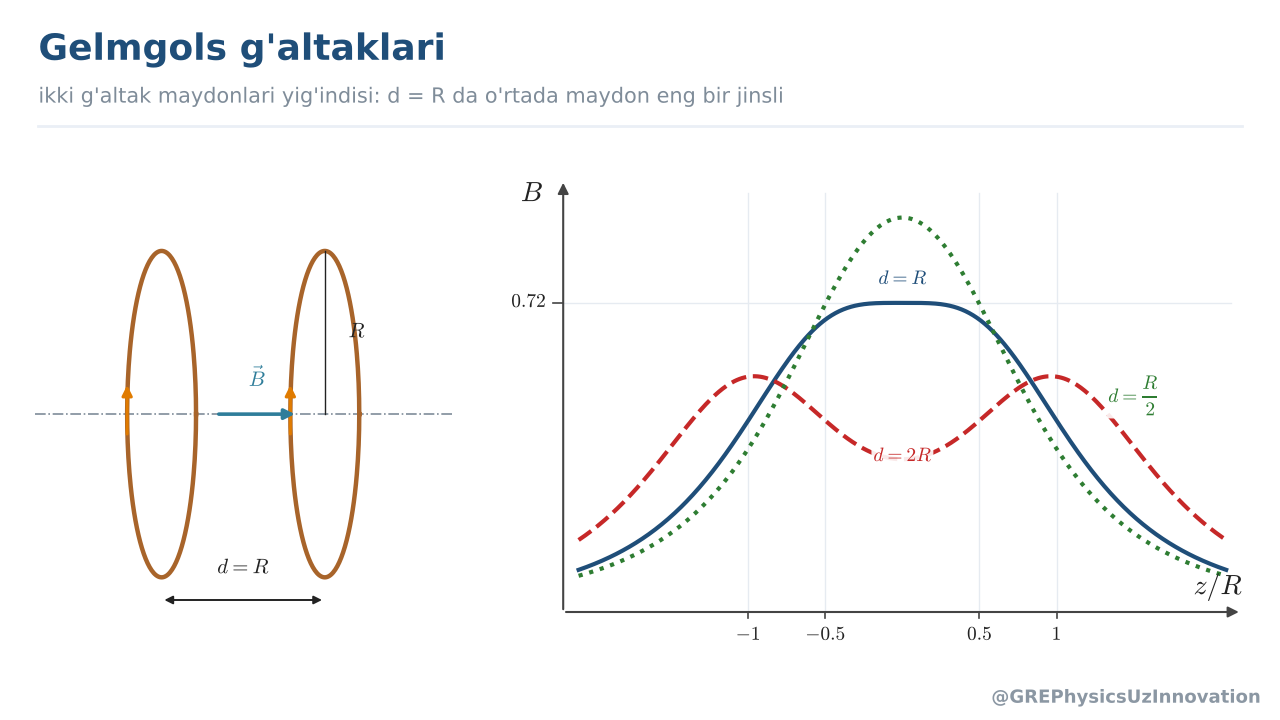 Gelmgols g'altaklari
ikki g'altak maydonlari yig'indisi: d = R da o'rtada maydon eng bir jinsli
B
d = R
0.72
R
d = R/2
B⃗
d = 2R
d = R
z/R
−1 −0.5 0.5 1
@GREPhysicsUzInnovation